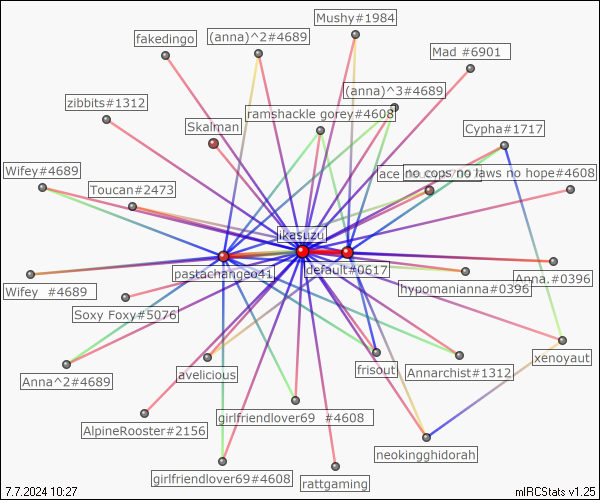 Mushy#1984
fakedingo
(anna)^2#4689
Mad #6901
(anna)^3#4689
zibbits#1312
ramshackle gorey#4608
Skalman
Cypha#1717
Wifey#4689
ace
no cops no laws no hope#4608
Toucan#2473
ikasuzu
pastachangeo41
default#0617
Anna.#0396
Wifey #4689
hypomanianna#0396
Soxy Foxy#5076
xenoyaut
frisout
Annarchist#1312
Anna^2#4689
avelicious
girlfriendlover69 #4608
AlpineRooster#2156
neokingghidorah
girlfriendlover69#4608
rattgaming
7.7.2024 10:27
mIRCStats v1.25